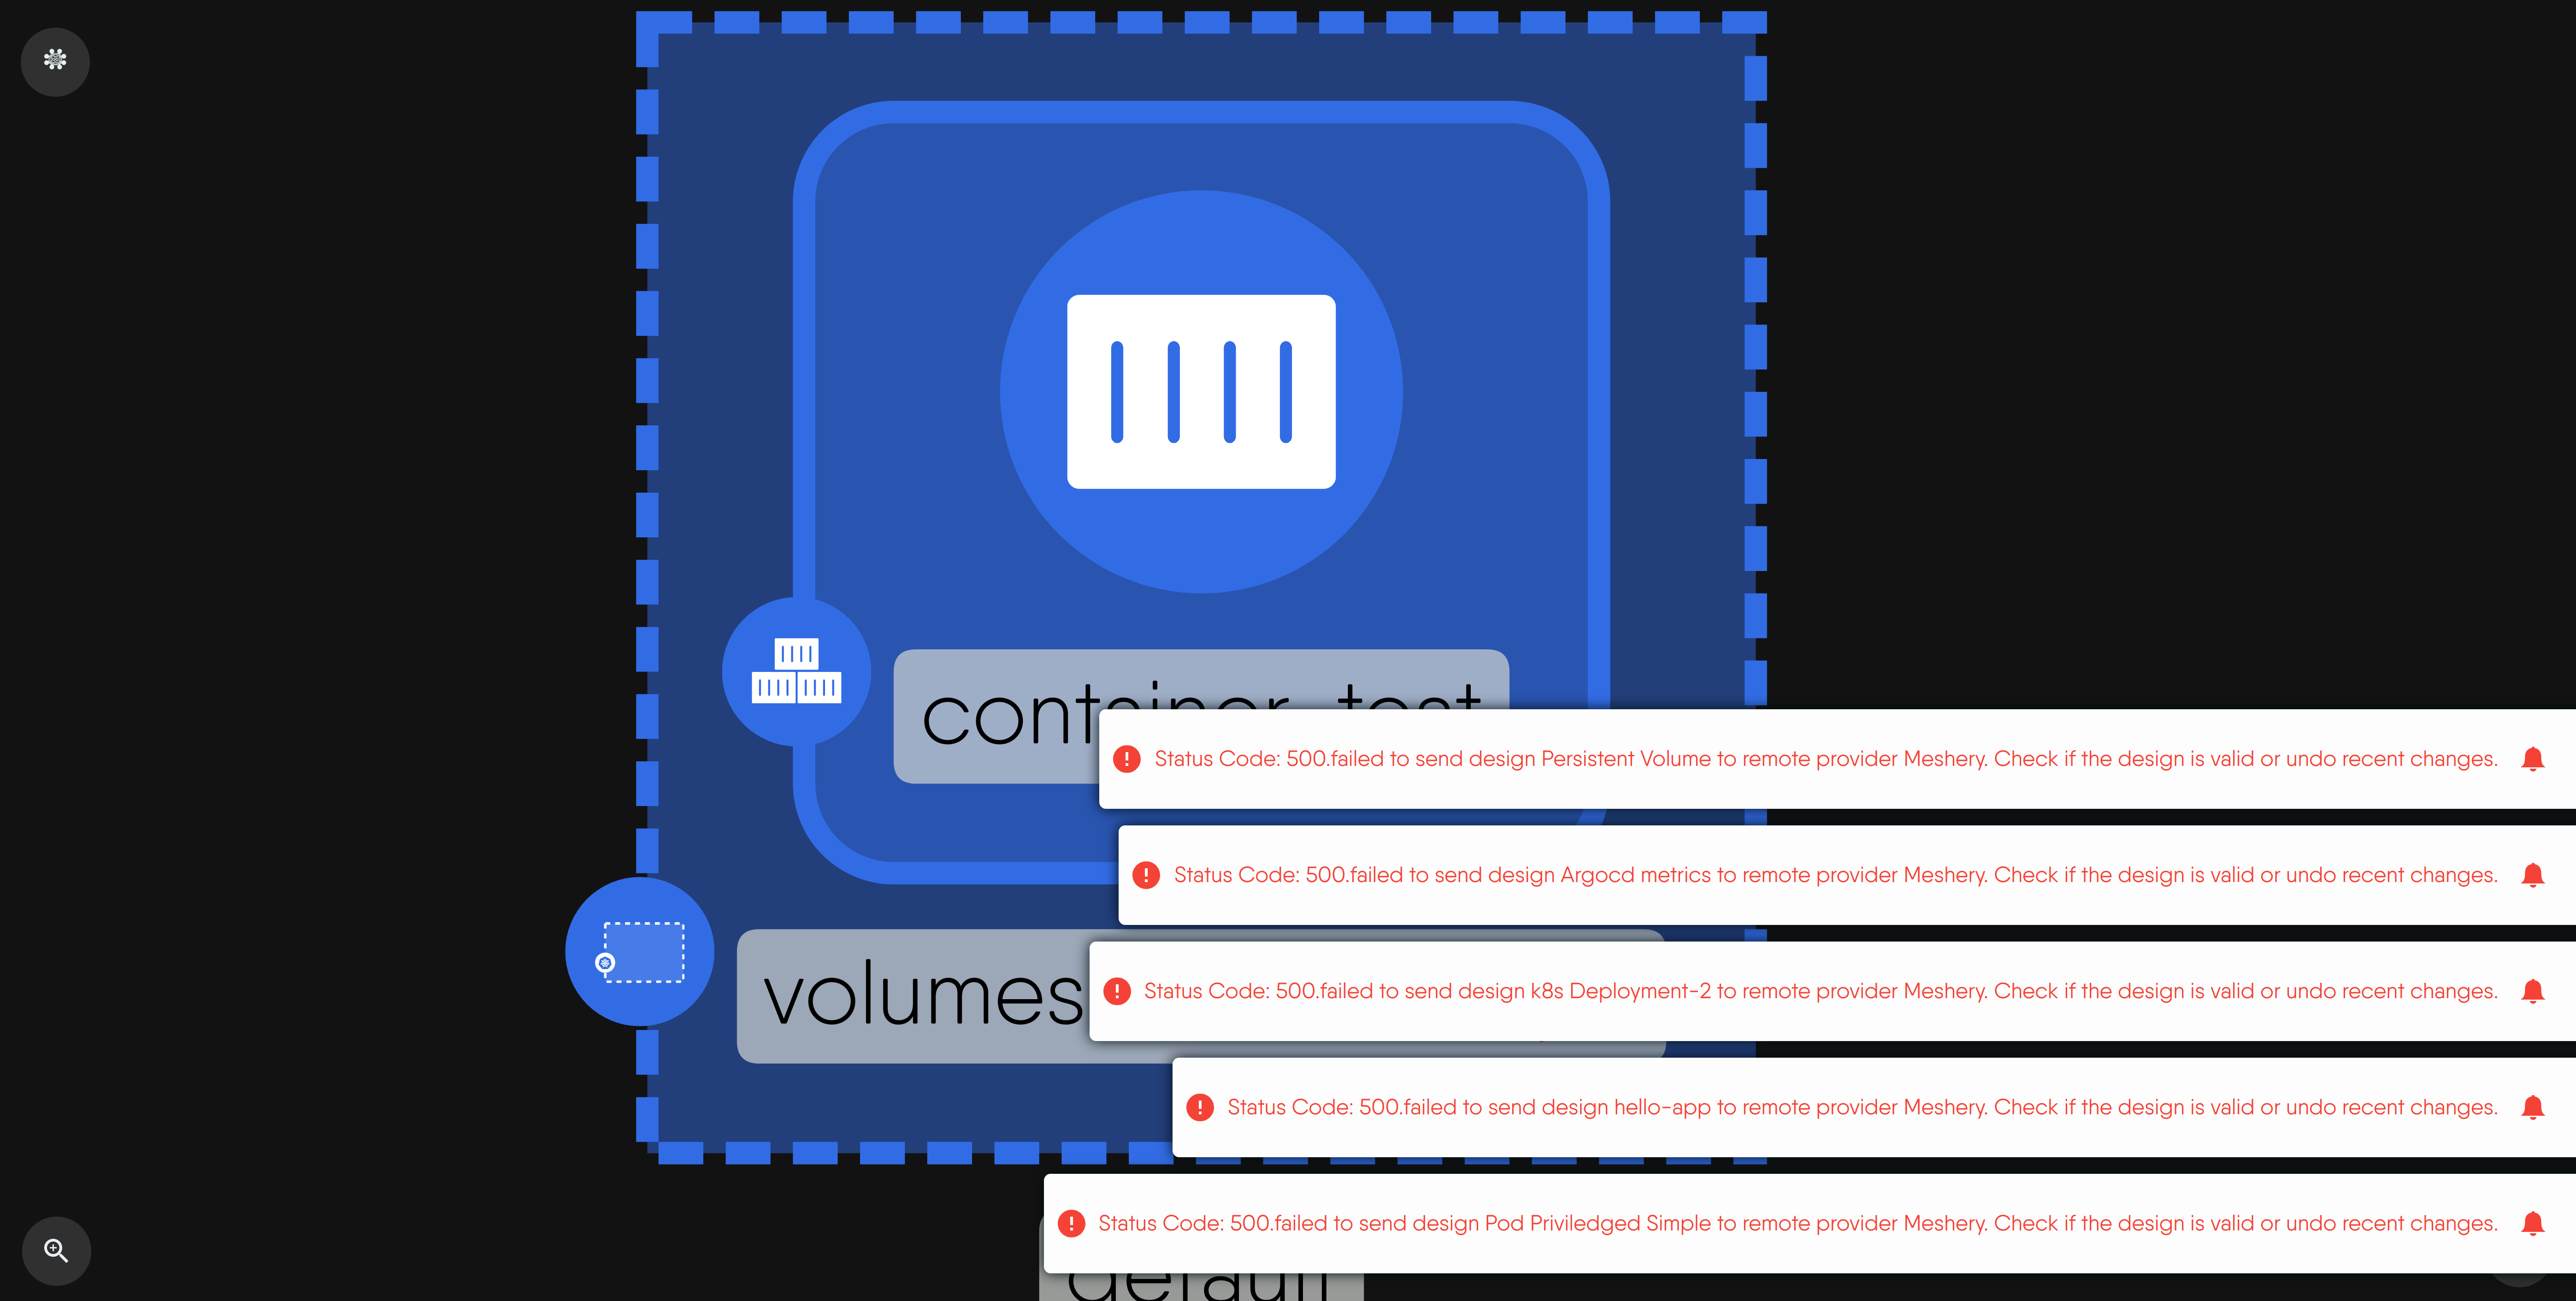 Status Code: 500.failed to send design Persistent Volume to remote provider Meshery. Check if the design is valid or undo recent changes.
Status Code: 500.failed to send design Argocd metrics to remote provider Meshery. Check if the design is valid or undo recent changes.
volumes
Status Code: 500.failed to send design k8s Deployment-2 to remote provider Meshery. Check if the design is valid or undo recent changes.
Status Code: 500.failed to send design hello-app to remote provider Meshery. Check if the design is valid or undo recent changes.
Status Code: 500.failed to send design Pod Priviledged Simple to remote provider Meshery. Check if the design is valid or undo recent changes.
default